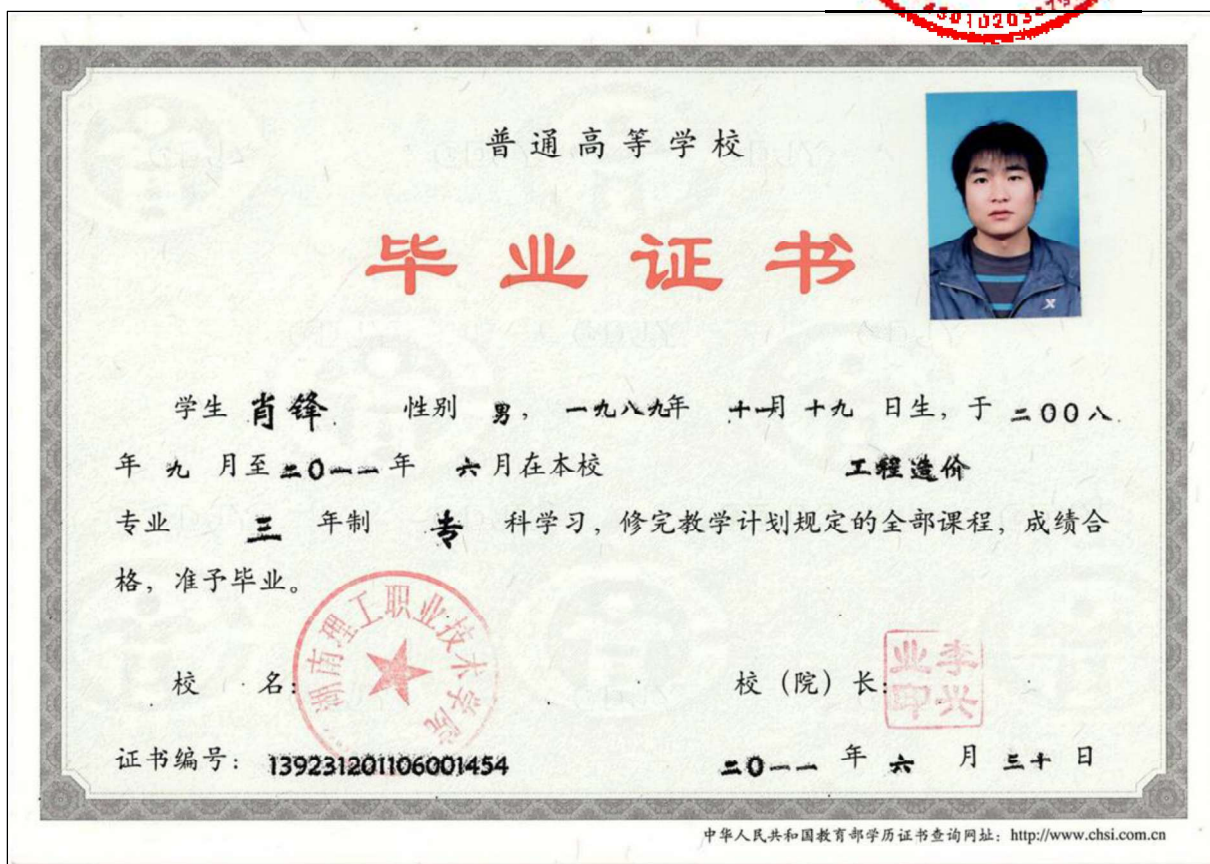 普通高等学校
毕业证书
学生 肖锋 性别 男，一九八九年 十一月 十九 日生，于 二00八
年 九 月至 二0一一 年 六 月在本校 工程造价
专业 三 年制 专 科学习，修完教学计划规定的全部课程，成绩合
格，准予毕业。
校 名：
湖南理工职业技术学院
校（院）长：
李兴业印
证书编号：139231201106001454
二0一一 年 六 月 三十 日
中华人民共和国教育部学历证书查询网址：http://www.chsi.com.cn